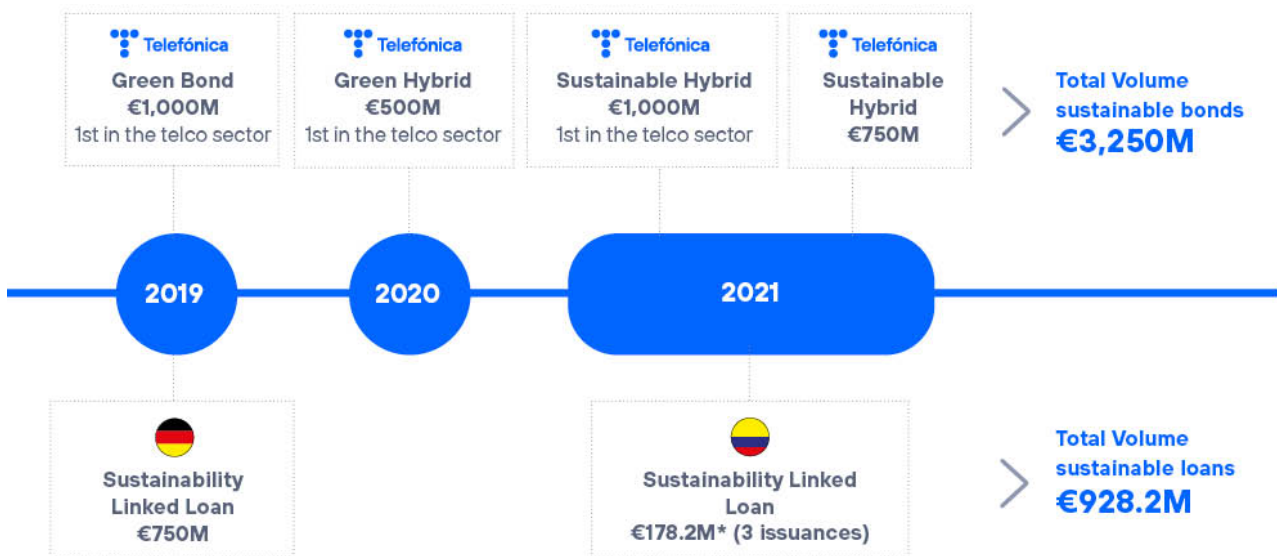 Telefónica
Green Bond
€1,000M
1st in the telco sector
Telefónica
Green Hybrid
€500M
1st in the telco sector
Telefónica
Sustainable Hybrid
€1,000M
1st in the telco sector
Telefónica
Sustainable
Hybrid
€750M
Total Volume
sustainable bonds
€3,250M
2019
2020
2021
Sustainability
Linked Loan
€750M
Sustainability Linked
Loan
€178.2M* (3 issuances)
Total Volume
sustainable loans
€928.2M